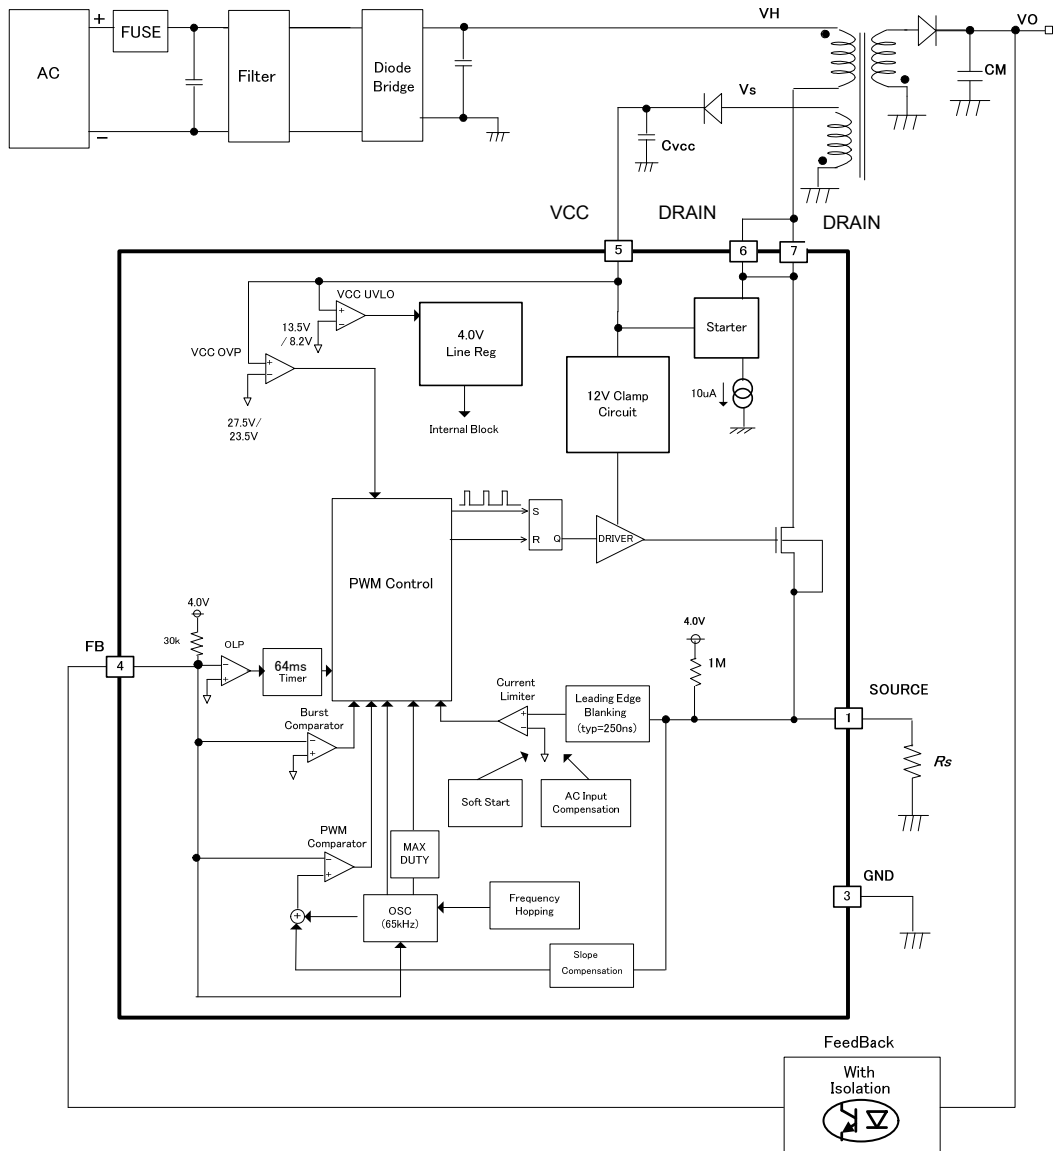 +
FUSE
VH
VO
AC
Filter
Diode
Bridge
CM
Vs
Cvcc
−
VCC
DRAIN
DRAIN
5
6
7
VCC UVLO
+
−
13.5V
/ 8.2V
4.0V
Line Reg
Starter
VCC OVP
+
−
12V Clamp
Circuit
10uA
27.5V/
23.5V
Internal Block
S
R
Q
DRIVER
PWM Control
4.0V
30k
FB
4
OLP
−
+
64ms
Timer
4.0V
1M
Current
Limiter
+
−
Leading Edge
Blanking
(typ=250ns)
SOURCE
1
Burst
Comparator
−
+
Rs
Soft Start
AC Input
Compensation
PWM
Comparator
−
+
MAX
DUTY
GND
3
+
OSC
(65kHz)
Frequency
Hopping
Slope
Compensation
FeedBack
With
Isolation